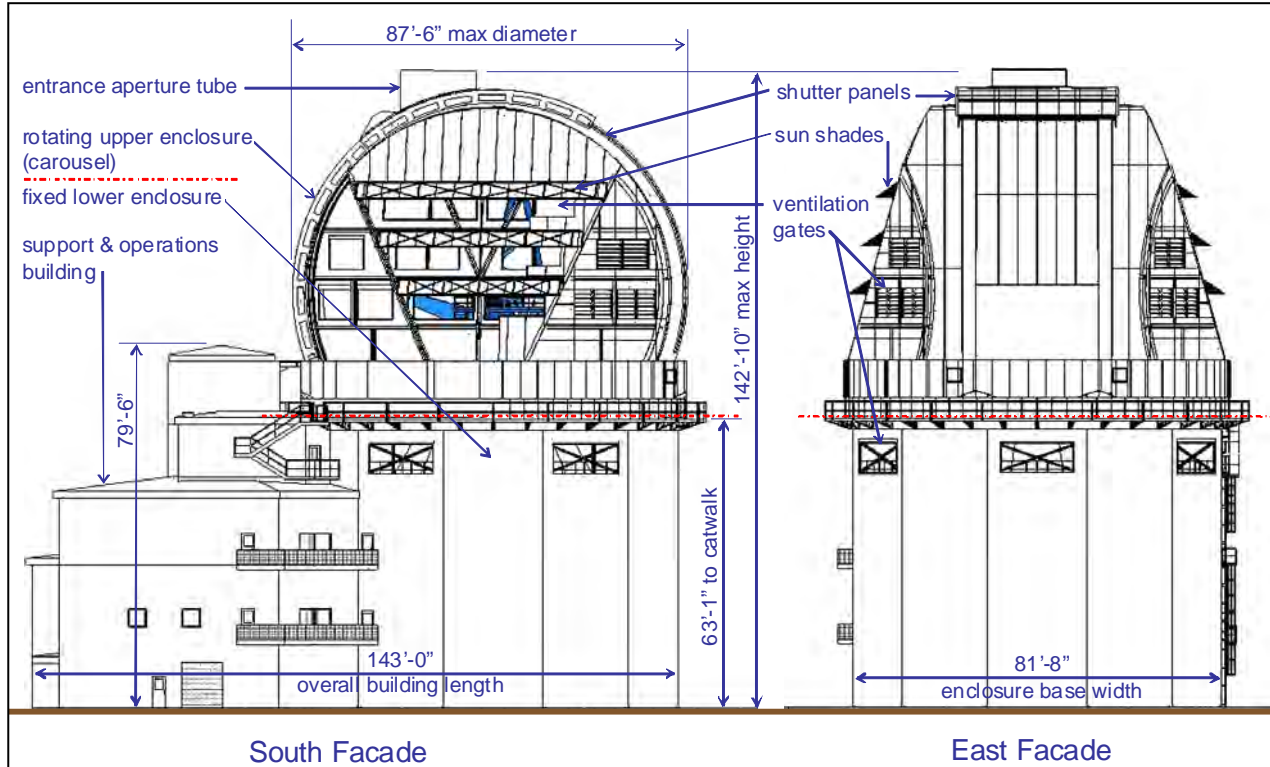 87'-6" max diameter
entrance aperture tube
rotating upper enclosure
(carousel)
fixed lower enclosure
support & operations
building
79'-6"
143'-0"
overall building length
63'-1" to catwalk
142'-10" max height
shutter panels
sun shades
ventilation
gates
81'-8"
enclosure base width
South Facade
East Facade